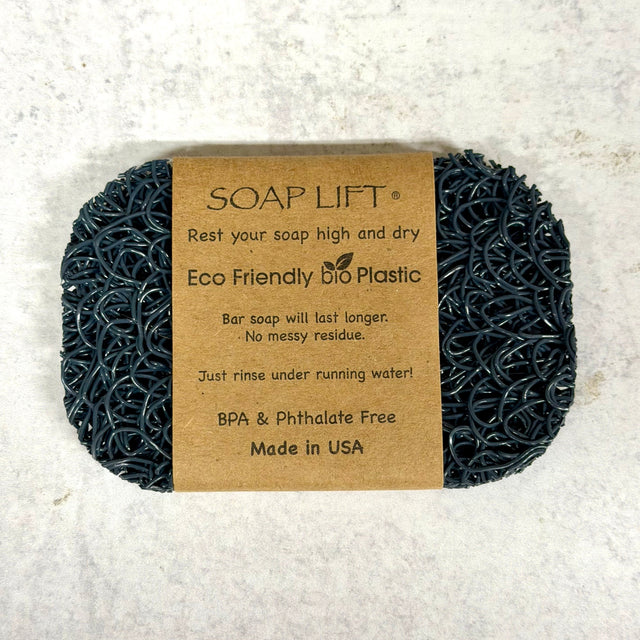 SOAP LIFT ®
Rest your soap high and dry
Eco Friendly bio Plastic
Bar soap will last longer.
No messy residue.
Just rinse under running water!
BPA & Phthalate Free
Made in USA